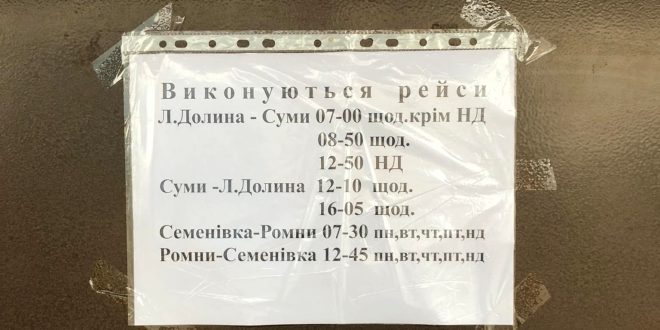 Виконуються рейси
Л.Долина - Суми 07-00 щод.крім НД
08-50 щод.
12-50 НД
Суми -Л.Долина 12-10 щод.
16-05 щод.
Семенівка-Ромни 07-30 пн,вт,чт,пт,нд
Ромни-Семенівка 12-45 пн,вт,чт,пт,нд